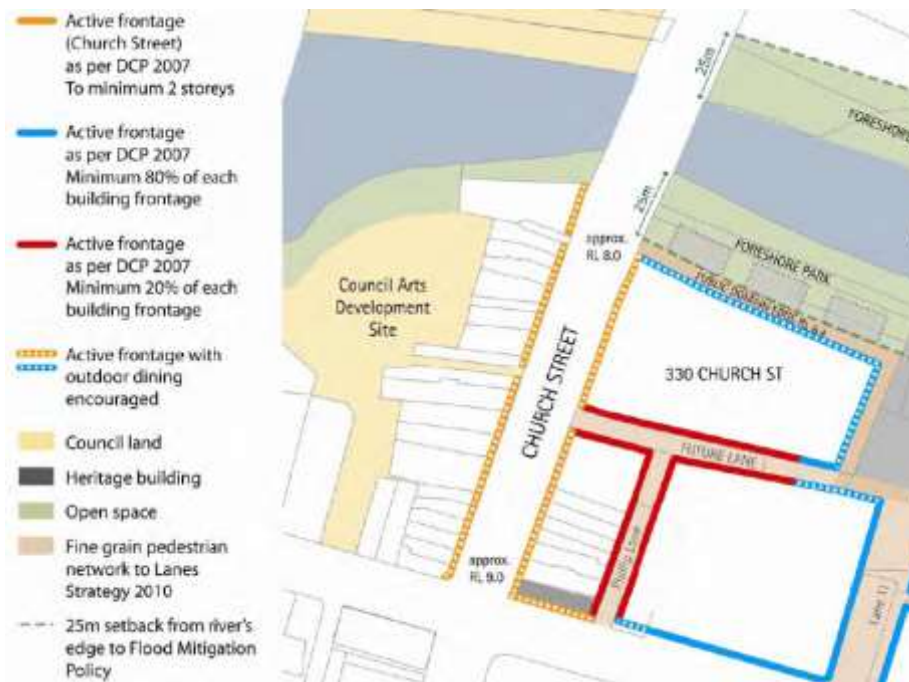 Active frontage
(Church Street)
as per DCP 2007
To minimum 2 storeys
Active frontage
as per DCP 2007
Minimum 80% of each
building frontage
Active frontage
as per DCP 2007
Minimum 20% of each
building frontage
Active frontage with
outdoor dining
encouraged
Council land
Heritage building
Open space
Fine grain pedestrian
network to Lanes
Strategy 2010
25m setback from river's
edge to Flood Mitigation
Policy
25m
FORESHORE
25m
approx.
RL 8.0
FORESHORE PARK
Council Arts
Development
Site
CHURCH STREET
330 CHURCH ST
FUTURE LANE
Phillip Lane
approx.
RL 9.0
Lane 11